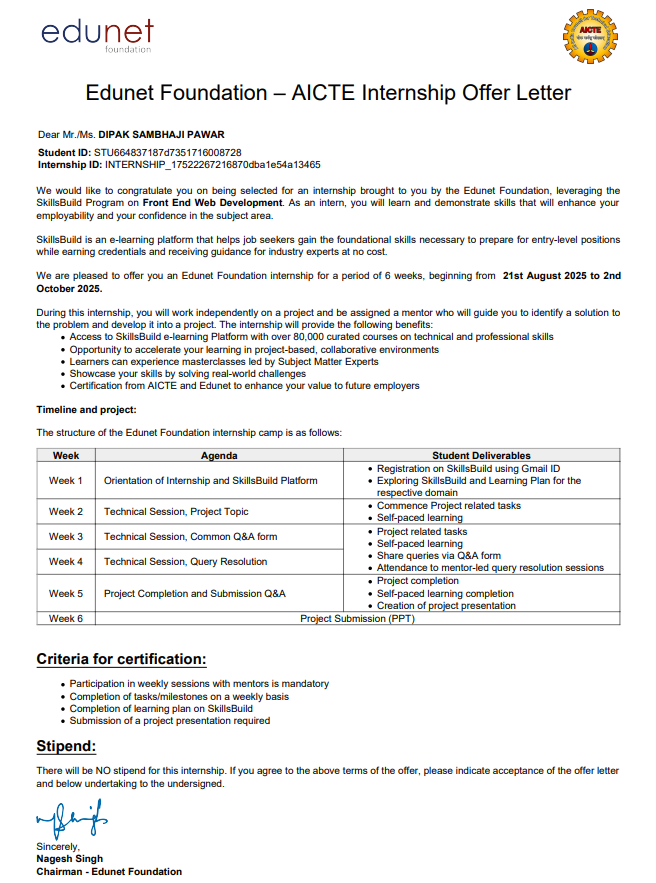 edunet
foundation
AICTE
Edunet Foundation – AICTE Internship Offer Letter
Dear Mr./Ms. DIPAK SAMBHAJI PAWAR
Student ID: STU664837187d7351716008728
Internship ID: INTERNSHIP_17522267216870dba1e54a13465
We would like to congratulate you on being selected for an internship brought to you by the Edunet Foundation, leveraging the
SkillsBuild Program on Front End Web Development. As an intern, you will learn and demonstrate skills that will enhance your
employability and your confidence in the subject area.
SkillsBuild is an e-learning platform that helps job seekers gain the foundational skills necessary to prepare for entry-level positions
while earning credentials and receiving guidance for industry experts at no cost.
We are pleased to offer you an Edunet Foundation internship for a period of 6 weeks, beginning from 21st August 2025 to 2nd
October 2025.
During this internship, you will work independently on a project and be assigned a mentor who will guide you to identify a solution to
the problem and develop it into a project. The internship will provide the following benefits:
• Access to SkillsBuild e-learning Platform with over 80,000 curated courses on technical and professional skills
• Opportunity to accelerate your learning in project-based, collaborative environments
• Learners can experience masterclasses led by Subject Matter Experts
• Showcase your skills by solving real-world challenges
• Certification from AICTE and Edunet to enhance your value to future employers
Timeline and project:
The structure of the Edunet Foundation internship camp is as follows:
Week Agenda Student Deliverables
Week 1 Orientation of Internship and SkillsBuild Platform
• Registration on SkillsBuild using Gmail ID
• Exploring SkillsBuild and Learning Plan for the
respective domain
Week 2 Technical Session, Project Topic
• Commence Project related tasks
• Self-paced learning
Week 3 Technical Session, Common Q&A form
• Project related tasks
• Self-paced learning
Week 4 Technical Session, Query Resolution
• Share queries via Q&A form
• Attendance to mentor-led query resolution sessions
Week 5 Project Completion and Submission Q&A
• Project completion
• Self-paced learning completion
• Creation of project presentation
Week 6 Project Submission (PPT)
Criteria for certification:
• Participation in weekly sessions with mentors is mandatory
• Completion of tasks/milestones on a weekly basis
• Completion of learning plan on SkillsBuild
• Submission of a project presentation required
Stipend:
There will be NO stipend for this internship. If you agree to the above terms of the offer, please indicate acceptance of the offer letter
and below undertaking to the undersigned.
Sincerely,
Nagesh Singh
Chairman - Edunet Foundation